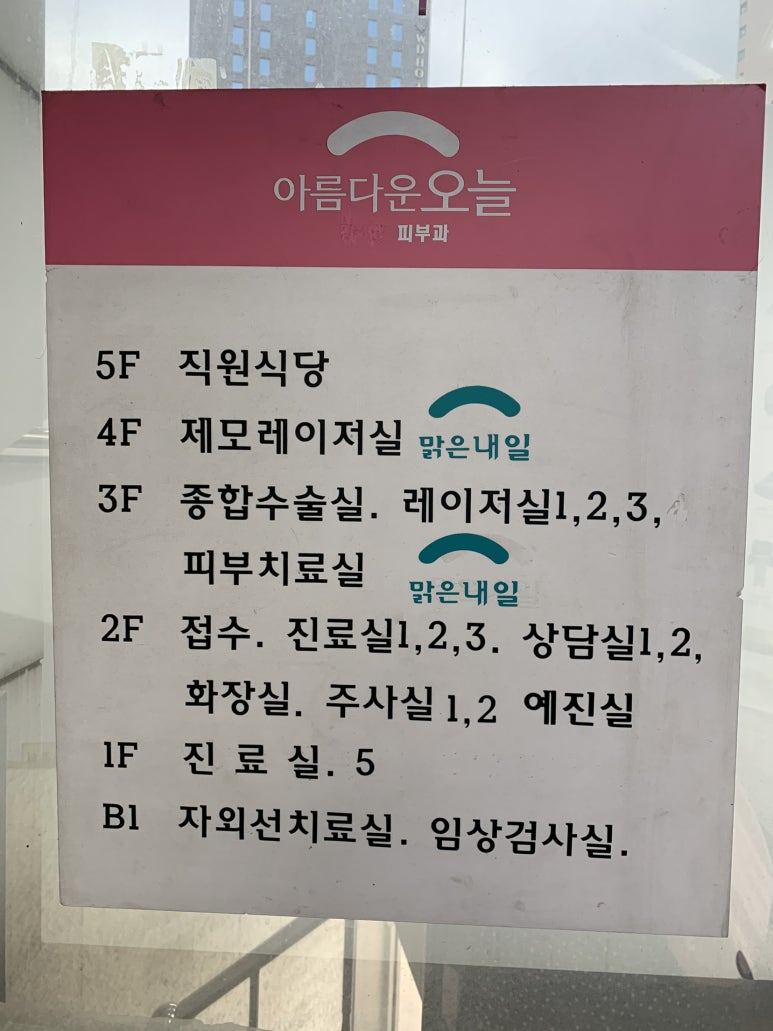 아름다운오늘
피부과
5F 직원식당
4F 제모레이저실 맑은내일
3F 종합수술실. 레이저실1,2,3,
피부치료실 맑은내일
2F 접수. 진료실1,2,3. 상담실1,2,
화장실. 주사실 1,2 예진실
1F 진 료 실. 5
B1 자외선치료실. 임상검사실.